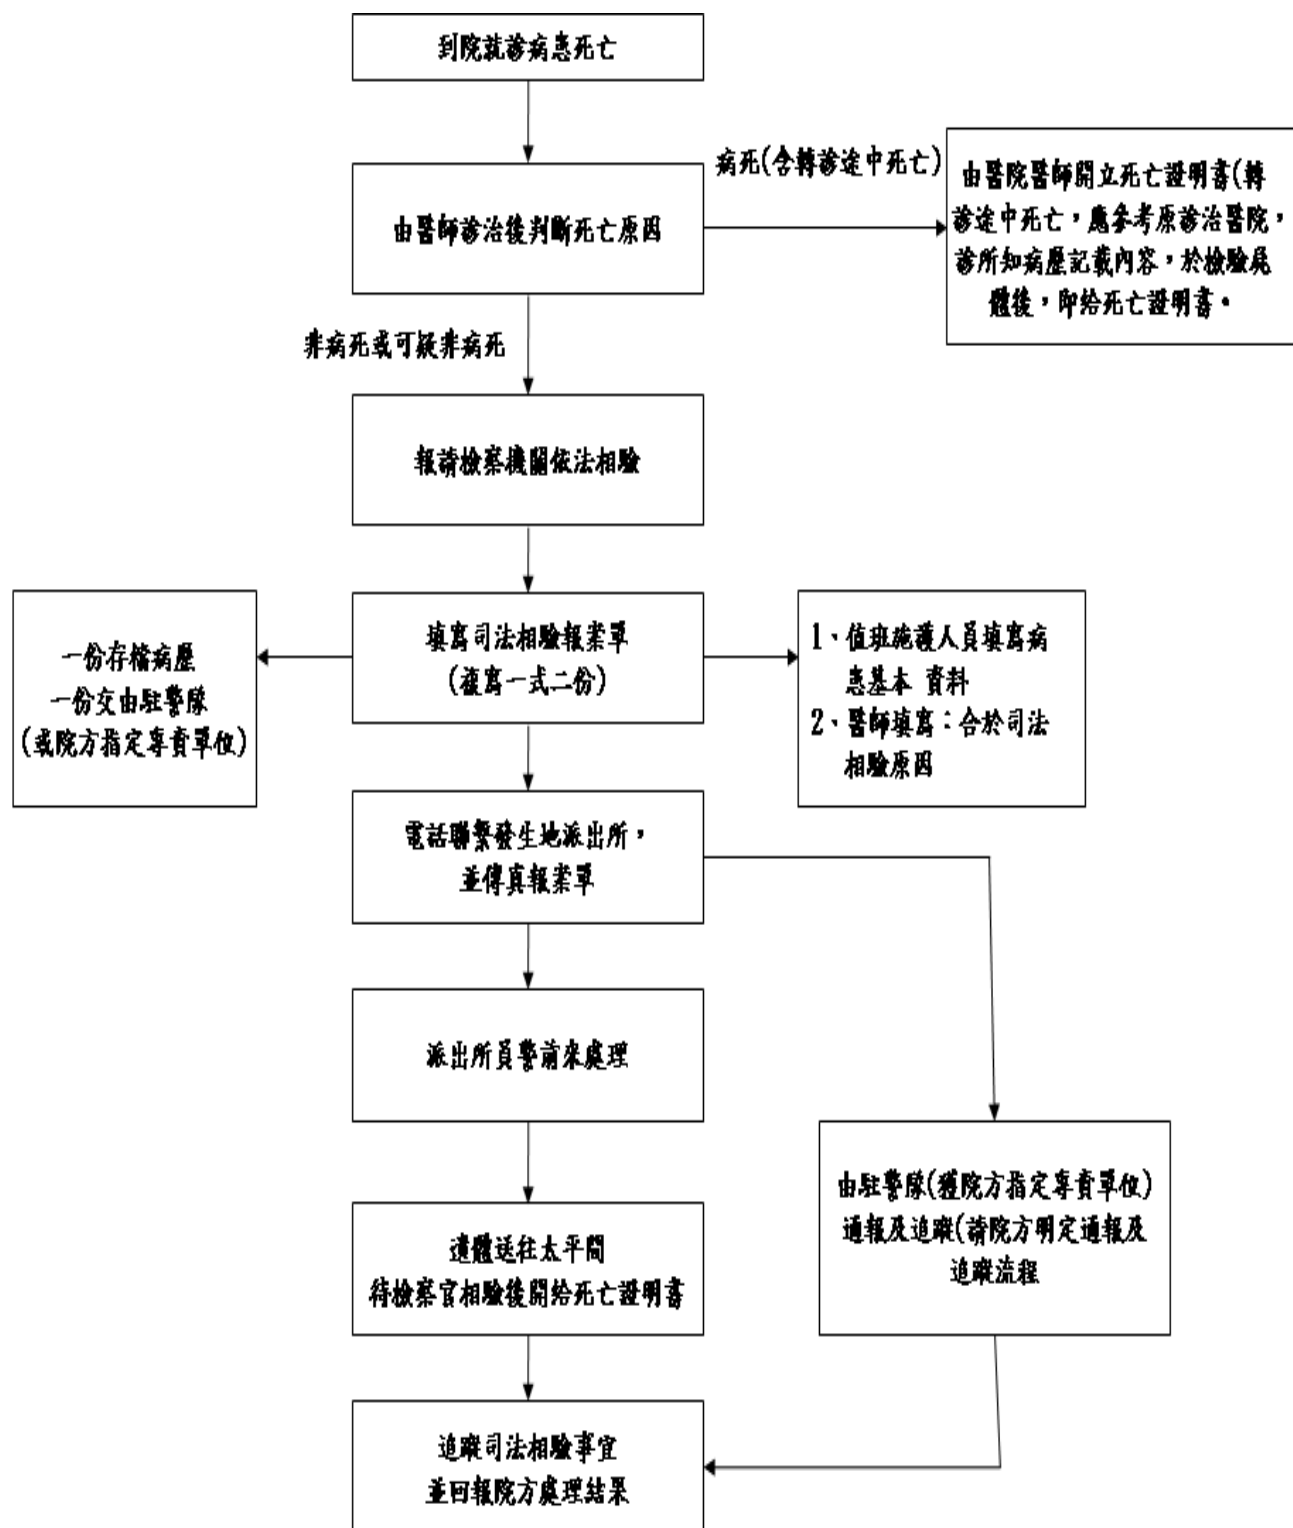 到院就診病患死亡
病死(含轉診途中死亡)
由醫院醫師開立死亡證明書(轉
診途中死亡，應參考原診治醫院，
診所知病歷記載內容，於檢驗屍
體後，即給死亡證明書。
由醫師診治後判斷死亡原因
非病死或可疑非病死
報請檢察機關依法相驗
填寫司法相驗報案單
(複寫一式二份)
一份存檔病歷
一份交由駐警隊
(或院方指定專責單位)
1、值班施護人員填寫病
患基本 資料
2、醫師填寫：合於司法
相驗原因
電話聯繫發生地派出所，
並傳真報案單
派出所員警前來處理
由駐警隊(獲院方指定專責單位)
通報及追蹤(請院方明定通報及
追蹤流程
遺體送往太平間
待檢察官相驗後開給死亡證明書
追蹤司法相驗事宜
並回報院方處理結果